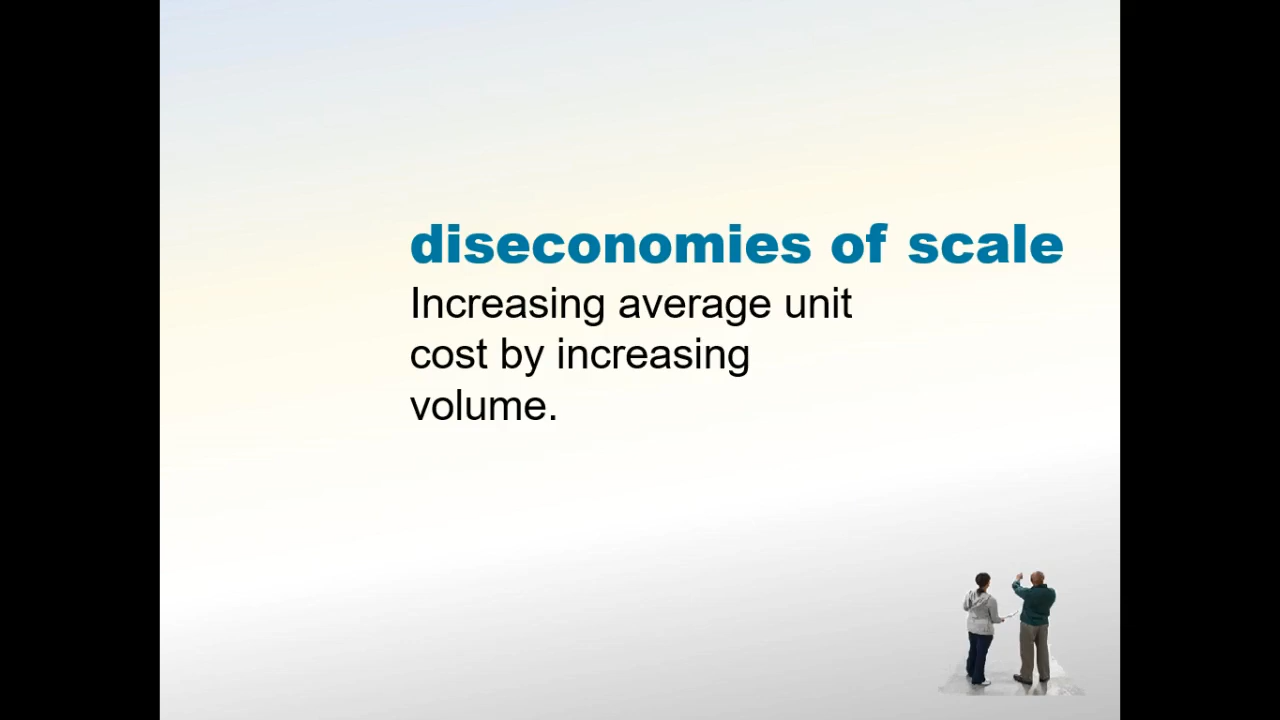 diseconomies of scale
Increasing average unit
cost by increasing
volume.